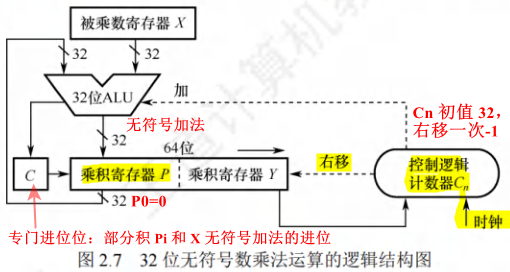 被乘数寄存器 X
32
32
32位ALU
加
无符号加法
Cn 初值 32,
右移一次-1
32
64位
C
乘积寄存器 P
乘积寄存器 Y
右移
控制逻辑
计数器Cn
32
P0=0
时钟
专门进位位：部分积 Pi 和 X 无符号加法的进位
图 2.7 32 位无符号数乘法运算的逻辑结构图